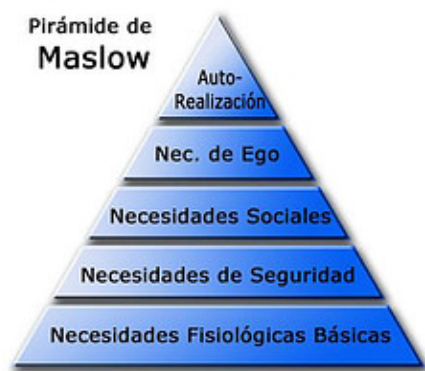 Pirámide de
Maslow
Auto-
Realización
Nec. de Ego
Necesidades Sociales
Necesidades de Seguridad
Necesidades Fisiológicas Básicas